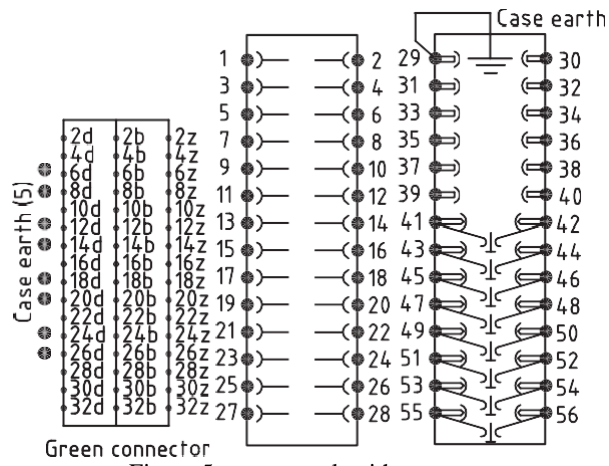 Case earth
1 2 29 30
3 4 31 32
5 6 33 34
7 8 35 36
9 10 37 38
11 12 39 40
13 14 41 42
15 16 43 44
17 18 45 46
19 20 47 48
21 22 49 50
23 24 51 52
25 26 53 54
27 28 55 56
Case earth (5)
2d 2b 2z
4d 4b 4z
6d 6b 6z
8d 8b 8z
10d 10b 10z
12d 12b 12z
14d 14b 14z
16d 16b 16z
18d 18b 18z
20d 20b 20z
22d 22b 22z
24d 24b 24z
26d 26b 26z
28d 28b 28z
30d 30b 30z
32d 32b 32z
Green connector